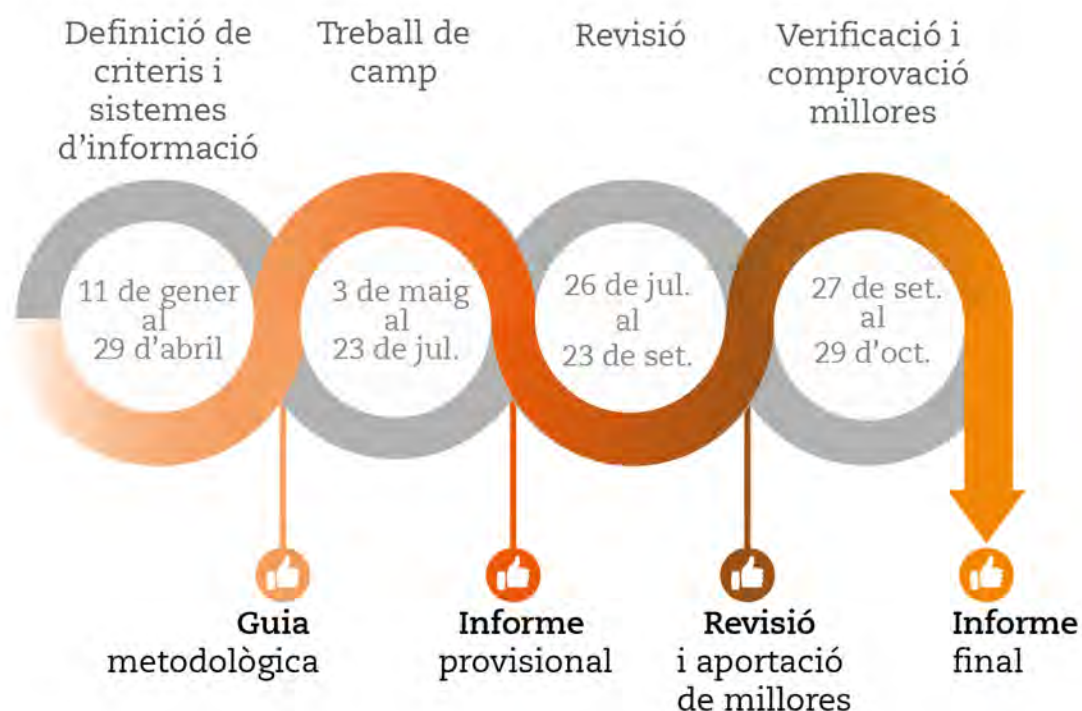 Definició de
criteris i
sistemes
d'informació
Treball de
camp
Revisió
Verificació i
comprovació
millores
11 de gener
al
29 d'abril
3 de maig
al
23 de jul.
26 de jul.
al
23 de set.
27 de set.
al
29 d'oct.
Guia
metodològica
Informe
provisional
Revisió
i aportació
de millores
Informe
final